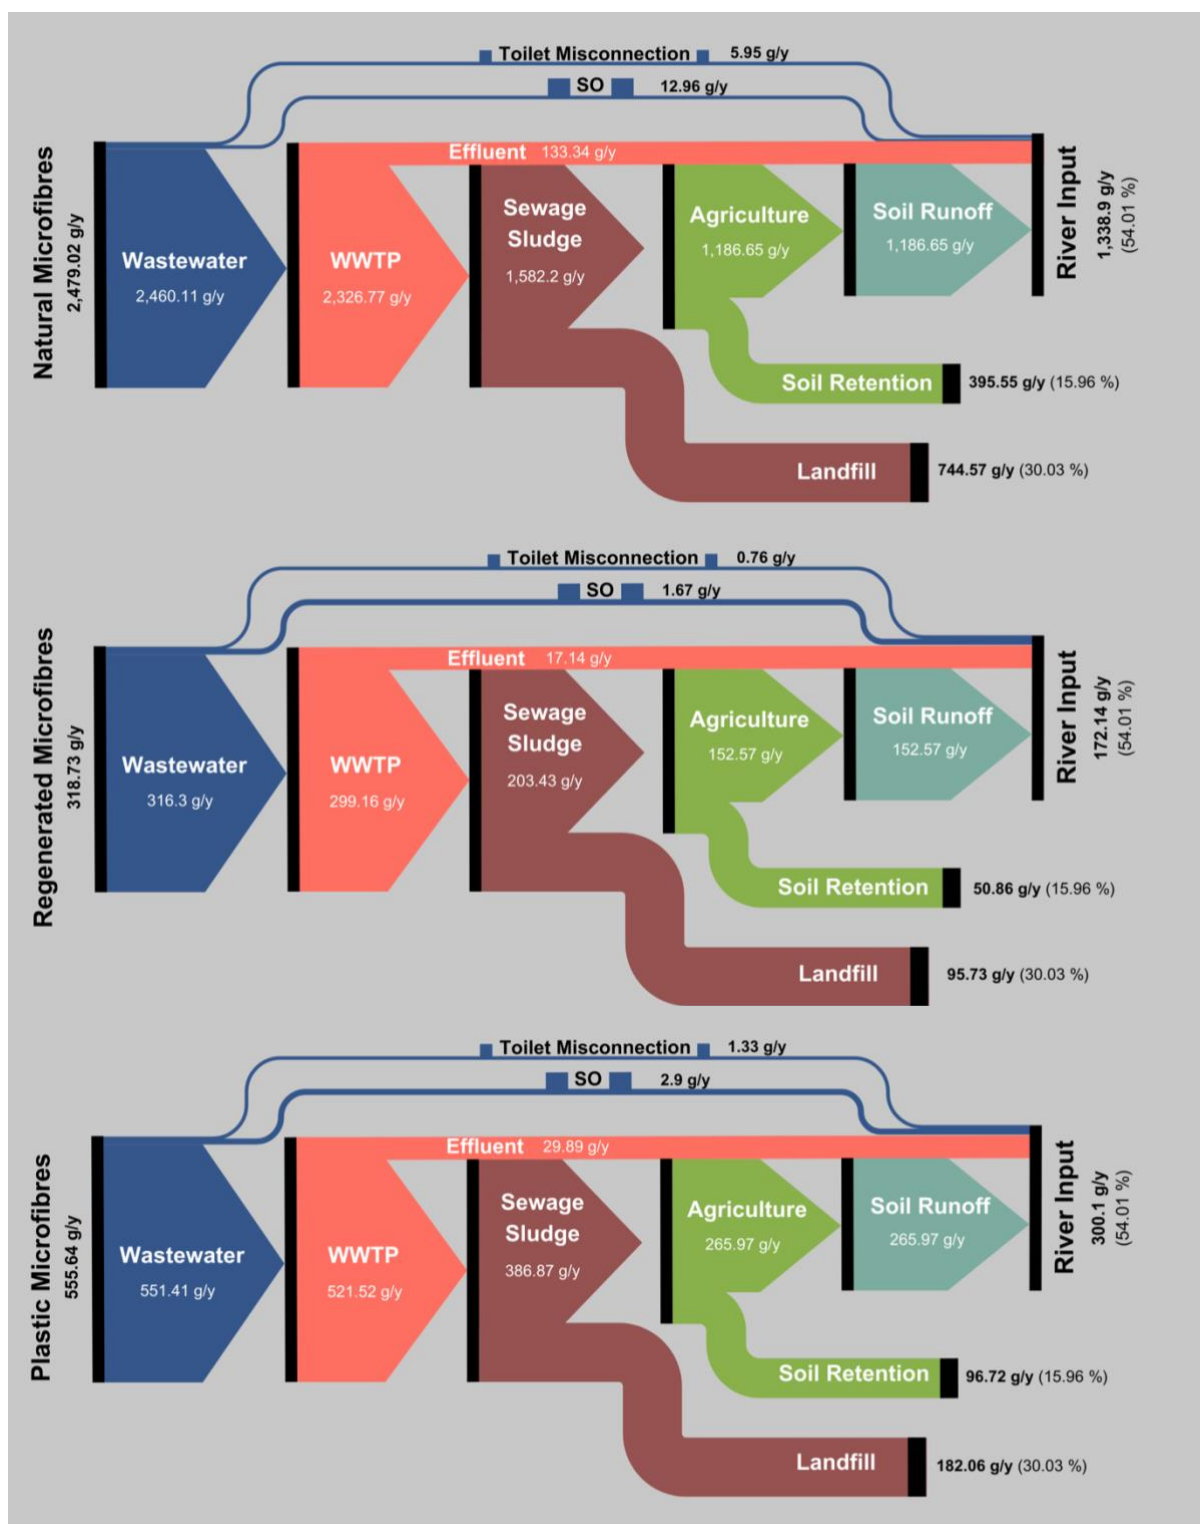 Toilet Misconnection 5.95 g/y
SO 12.96 g/y
Natural Microfibres
2,479.02 g/y
Effluent 133.34 g/y
Wastewater
2,460.11 g/y
WWTP
2,326.77 g/y
Sewage
Sludge
1,582.2 g/y
Agriculture
1,186.65 g/y
Soil Runoff
1,186.65 g/y
River Input
1,338.9 g/y
(54.01 %)
Soil Retention 395.55 g/y (15.96 %)
Landfill 744.57 g/y (30.03 %)
Toilet Misconnection 0.76 g/y
SO 1.67 g/y
Regenerated Microfibres
318.73 g/y
Effluent 17.14 g/y
Wastewater
316.3 g/y
WWTP
299.16 g/y
Sewage
Sludge
203.43 g/y
Agriculture
152.57 g/y
Soil Runoff
152.57 g/y
River Input
172.14 g/y
(54.01 %)
Soil Retention 50.86 g/y (15.96 %)
Landfill 95.73 g/y (30.03 %)
Toilet Misconnection 1.33 g/y
SO 2.9 g/y
Plastic Microfibres
555.64 g/y
Effluent 29.89 g/y
Wastewater
551.41 g/y
WWTP
521.52 g/y
Sewage
Sludge
386.87 g/y
Agriculture
265.97 g/y
Soil Runoff
265.97 g/y
River Input
300.1 g/y
(54.01 %)
Soil Retention 96.72 g/y (15.96 %)
Landfill 182.06 g/y (30.03 %)